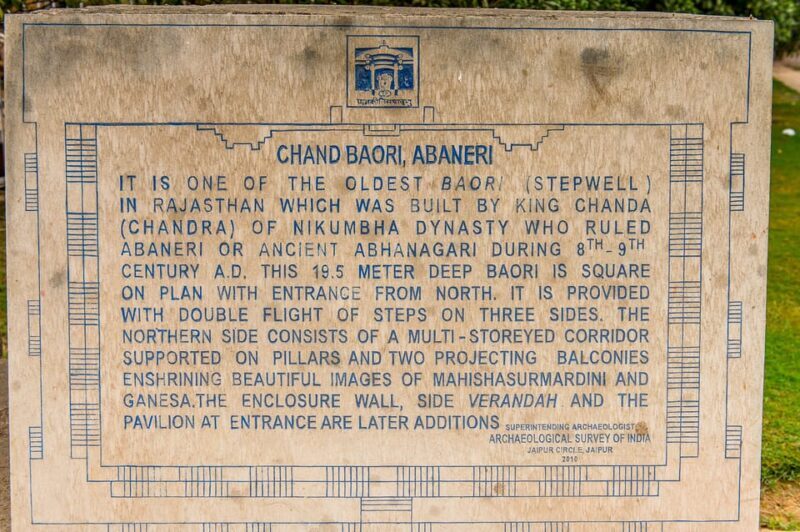 CHAND BAORI, ABANERI
IT IS ONE OF THE OLDEST BAORI (STEPWELL)
IN RAJASTHAN WHICH WAS BUILT BY KING CHANDA
(CHANDRA) OF NIKUMBHA DYNASTY WHO RULED
ABANERI OR ANCIENT ABHANAGARI DURING 8TH-9TH
CENTURY A.D. THIS 19.5 METER DEEP BAORI IS SQUARE
ON PLAN WITH ENTRANCE FROM NORTH. IT IS PROVIDED
WITH DOUBLE FLIGHT OF STEPS ON THREE SIDES. THE
NORTHERN SIDE CONSISTS OF A MULTI-STOREYED CORRIDOR
SUPPORTED ON PILLARS AND TWO PROJECTING BALCONIES
ENSHRINING BEAUTIFUL IMAGES OF MAHISHASURMARDINI AND
GANESA.THE ENCLOSURE WALL, SIDE VERANDAH AND THE
PAVILION AT ENTRANCE ARE LATER ADDITIONS
SUPERINTENDING ARCHAEOLOGIST
ARCHAEOLOGICAL SURVEY OF INDIA
JAIPUR CIRCLE, JAIPUR
2010